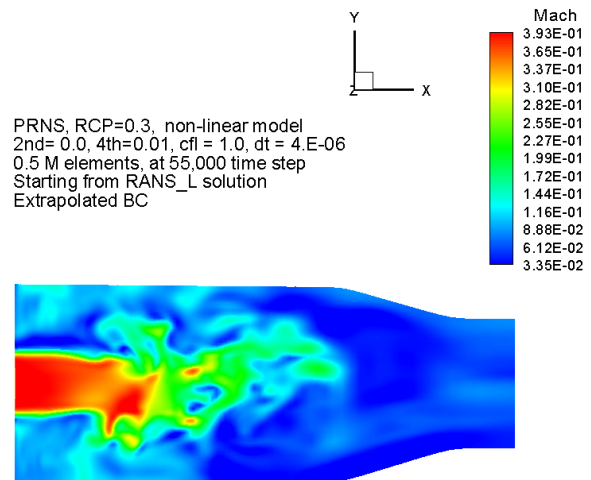 Y
X
Z
Mach
3.93E-01
3.65E-01
3.37E-01
3.10E-01
2.82E-01
2.55E-01
2.27E-01
1.99E-01
1.72E-01
1.44E-01
1.16E-01
8.88E-02
6.12E-02
3.35E-02
PRNS, RCP=0.3, non-linear model
2nd= 0.0, 4th=0.01, cfl = 1.0, dt = 4.E-06
0.5 M elements, at 55,000 time step
Starting from RANS_L solution
Extrapolated BC